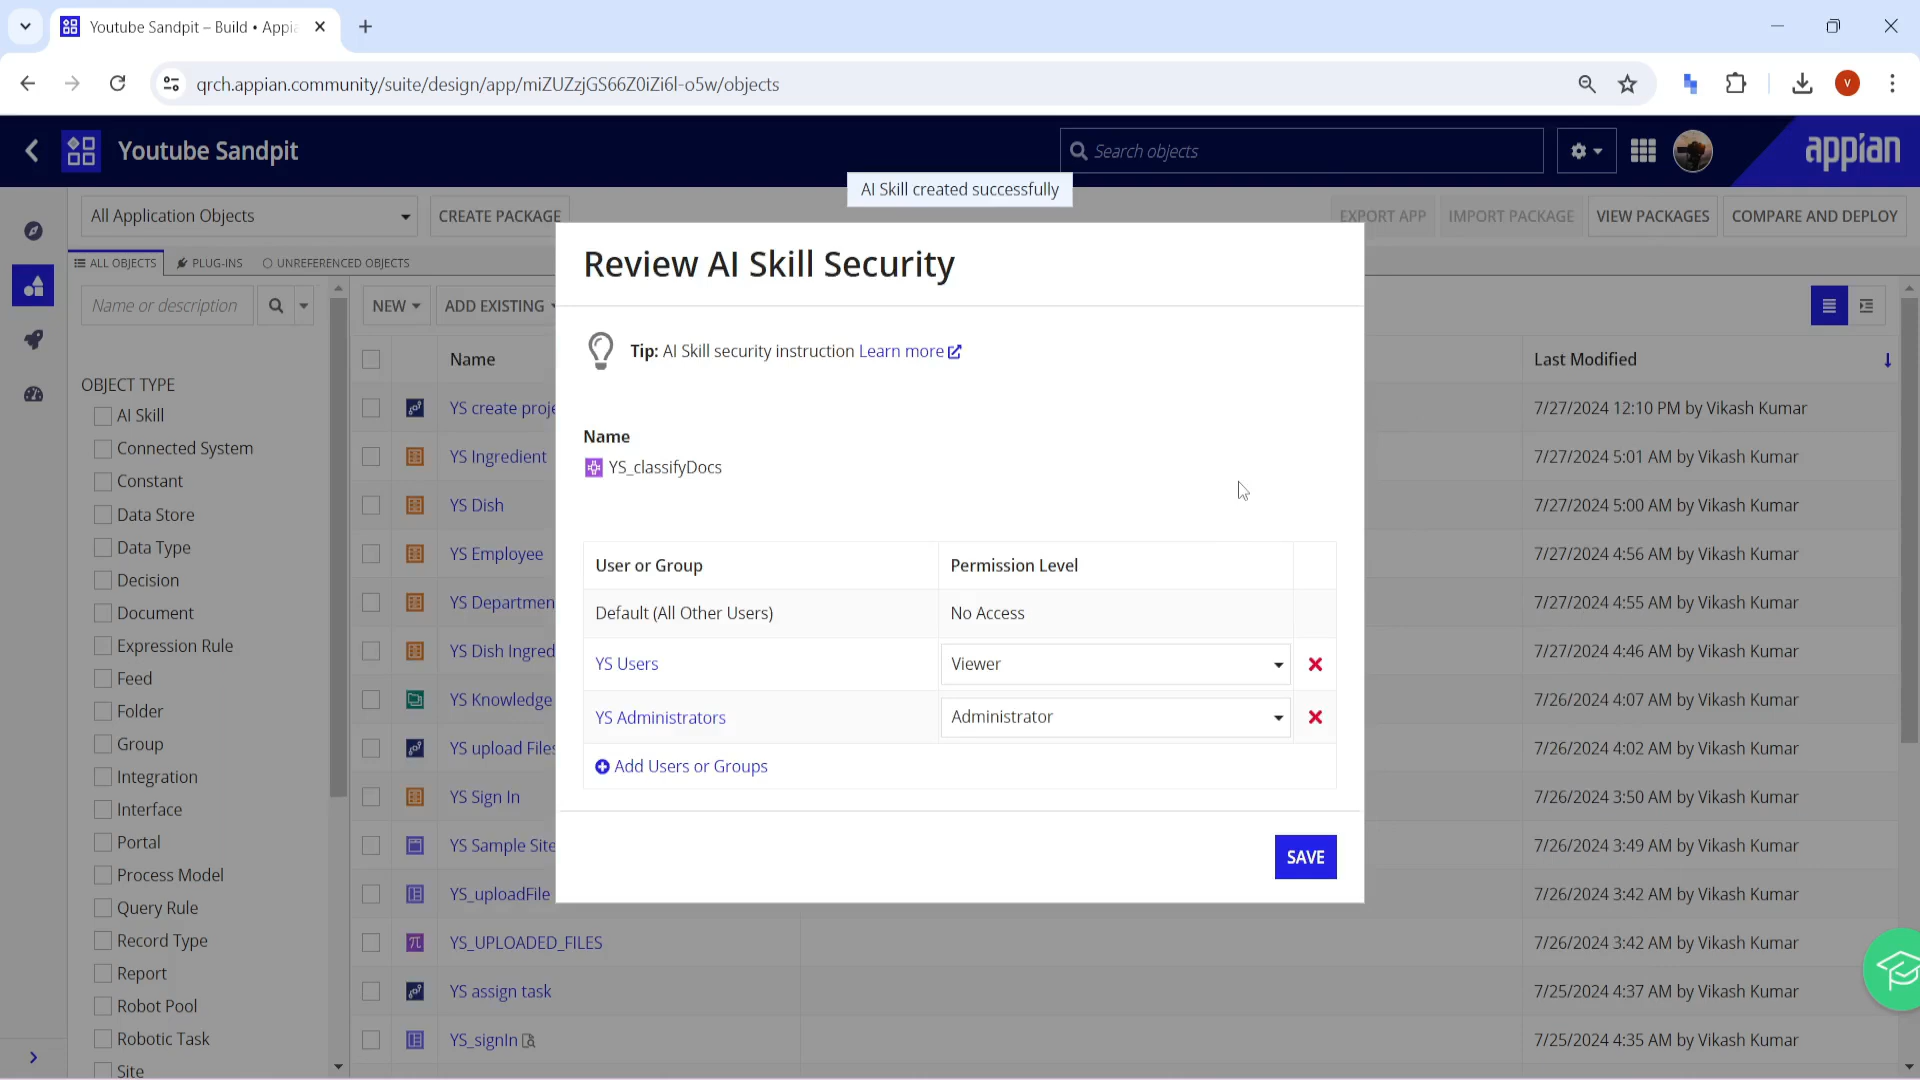 Youtube Sandpit – Build • Appia
qrch.appian.community/suite/design/app/miZUZzjGS66Z0iZi6l-o5w/objects
V
Youtube Sandpit
Search objects
appian
AI Skill created successfully
All Application Objects
CREATE PACKAGE
EXPORT APP
IMPORT PACKAGE
VIEW PACKAGES
COMPARE AND DEPLOY
ALL OBJECTS
PLUG-INS
UNREFERENCED OBJECTS
Name or description
NEW
ADD EXISTING
OBJECT TYPE
AI Skill
Connected System
Constant
Data Store
Data Type
Decision
Document
Expression Rule
Feed
Folder
Group
Integration
Interface
Portal
Process Model
Query Rule
Record Type
Report
Robot Pool
Robotic Task
Site
Name
Last Modified
YS create proje
7/27/2024 12:10 PM by Vikash Kumar
YS Ingredient
7/27/2024 5:01 AM by Vikash Kumar
YS Dish
7/27/2024 5:00 AM by Vikash Kumar
YS Employee
7/27/2024 4:56 AM by Vikash Kumar
YS Departmen
7/27/2024 4:55 AM by Vikash Kumar
YS Dish Ingred
7/27/2024 4:46 AM by Vikash Kumar
YS Knowledge
7/26/2024 4:07 AM by Vikash Kumar
YS upload Files
7/26/2024 4:02 AM by Vikash Kumar
YS Sign In
7/26/2024 3:50 AM by Vikash Kumar
YS Sample Site
7/26/2024 3:49 AM by Vikash Kumar
YS_uploadFile
7/26/2024 3:42 AM by Vikash Kumar
YS_UPLOADED_FILES
7/26/2024 3:42 AM by Vikash Kumar
YS assign task
7/25/2024 4:37 AM by Vikash Kumar
YS_signIn
7/25/2024 4:35 AM by Vikash Kumar
Review AI Skill Security
Tip: AI Skill security instruction Learn more
Name
YS_classifyDocs
User or Group
Permission Level
Default (All Other Users)
No Access
YS Users
Viewer
YS Administrators
Administrator
Add Users or Groups
SAVE